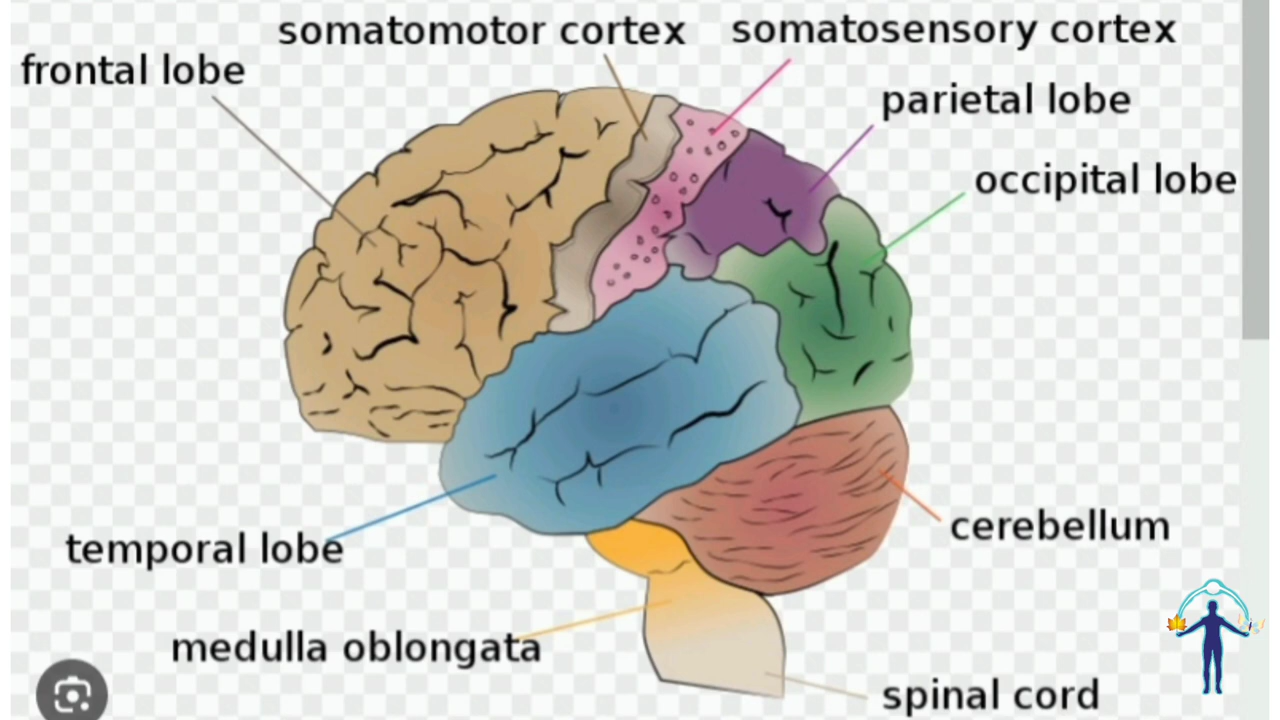 somatomotor cortex
somatosensory cortex
frontal lobe
parietal lobe
occipital lobe
temporal lobe
cerebellum
medulla oblongata
spinal cord